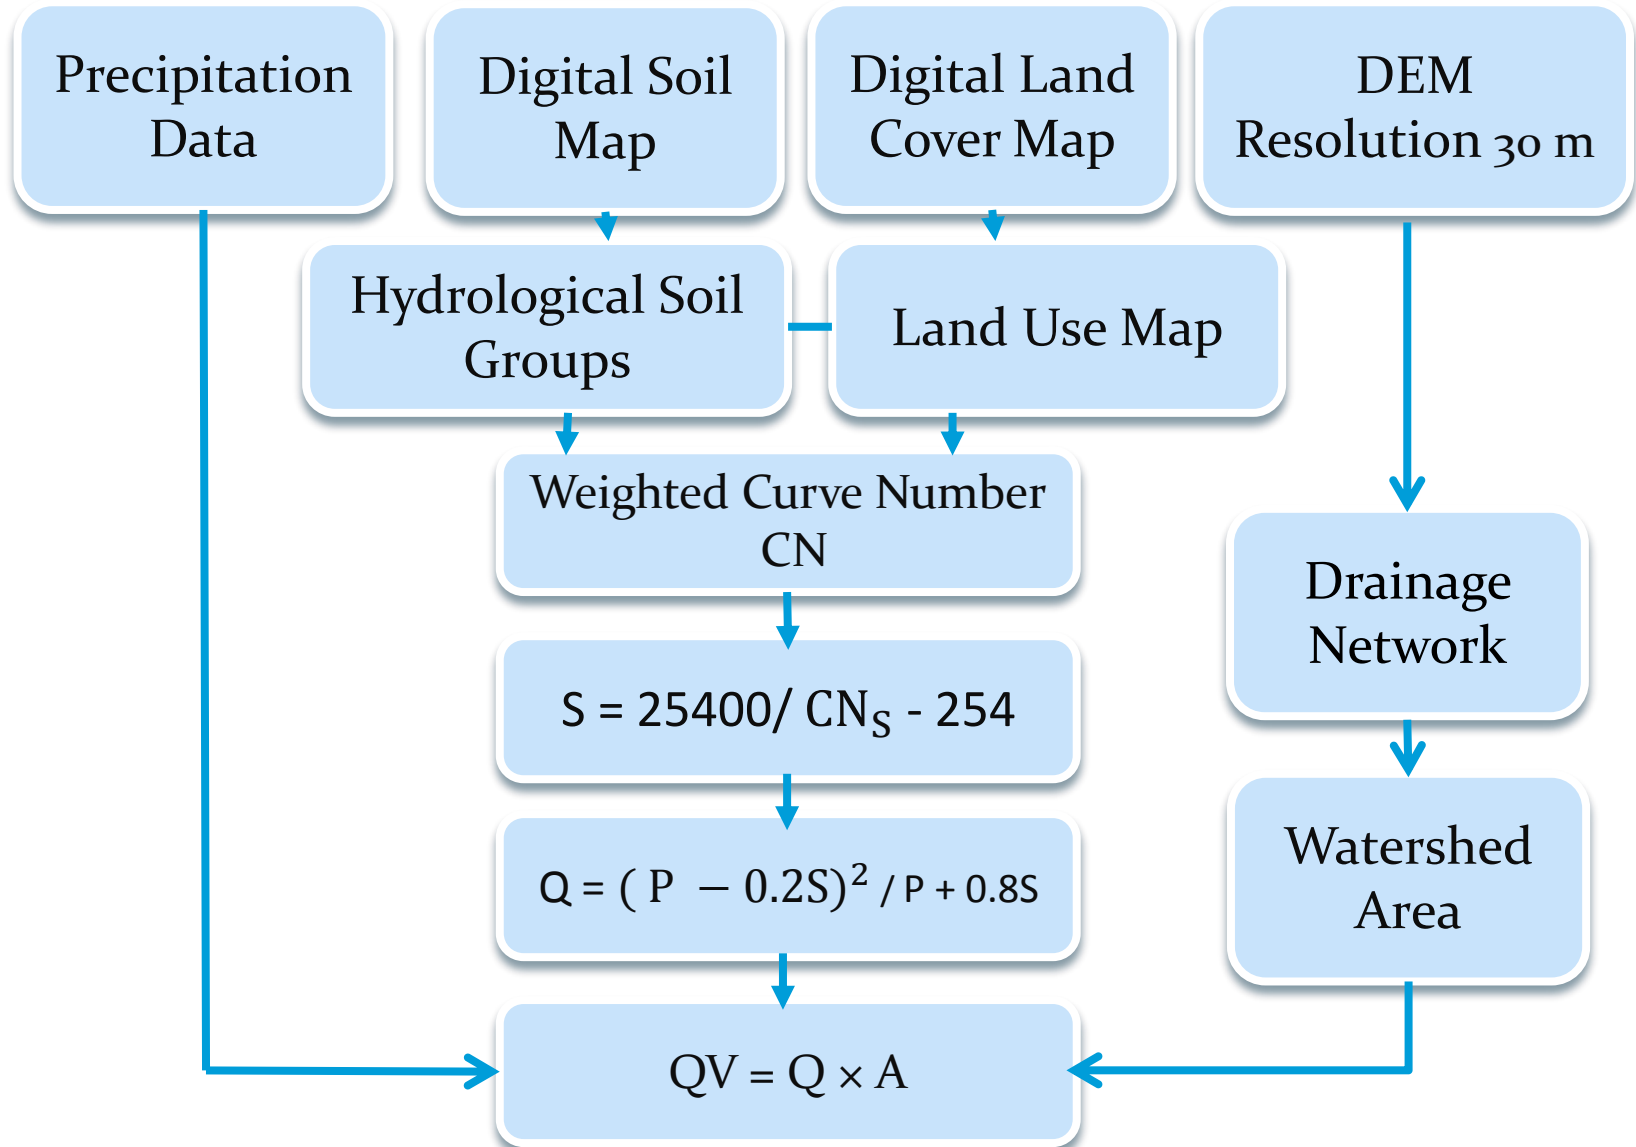 Precipitation
Data
Digital Soil
Map
Digital Land
Cover Map
DEM
Resolution 30 m
Hydrological Soil
Groups
Land Use Map
Weighted Curve Number
CN
S = 25400/ CNₛ - 254
Q = ( P − 0.2S)² / P + 0.8S
QV = Q × A
Drainage
Network
Watershed
Area